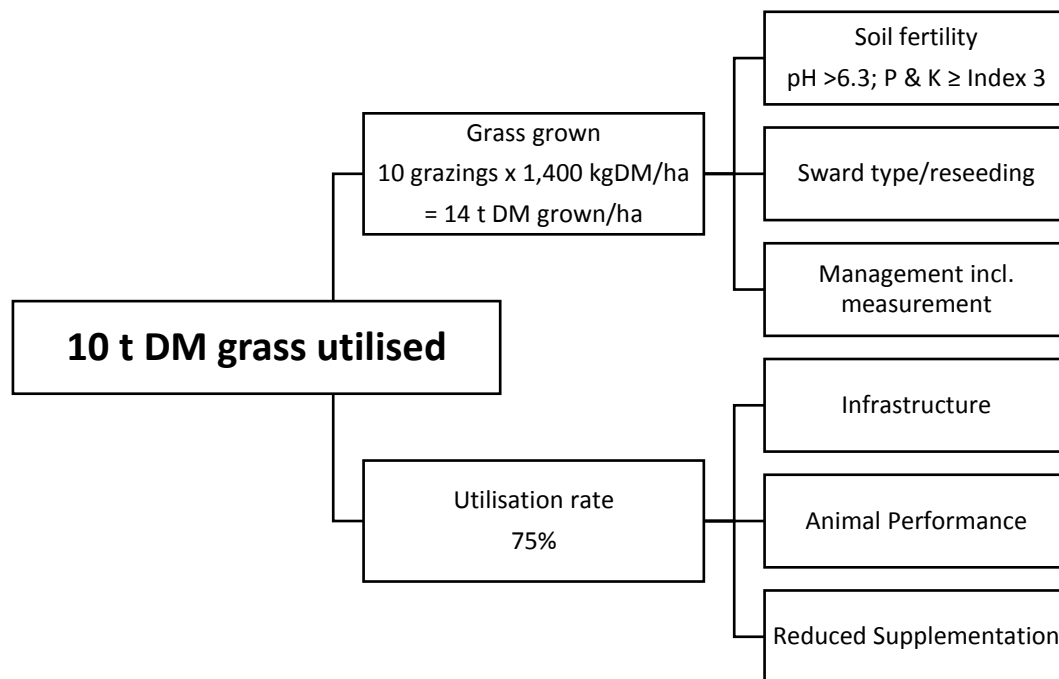 Soil fertility
pH >6.3; P & K ≥ Index 3
Grass grown
10 grazings x 1,400 kgDM/ha
= 14 t DM grown/ha
Sward type/reseeding
Management incl.
measurement
10 t DM grass utilised
Infrastructure
Utilisation rate
75%
Animal Performance
Reduced Supplementation